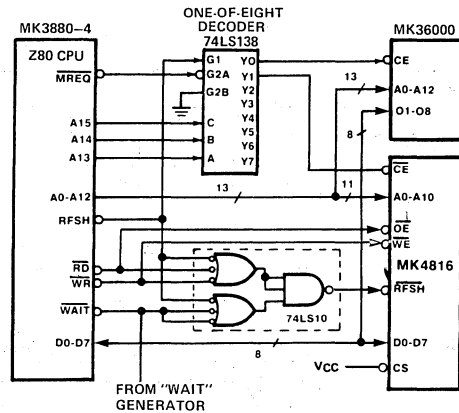 ONE-OF-EIGHT
DECODER
74LS138
MK3880-4
MK36000
Z80 CPU
MREQ
A15
A14
A13
A0-A12
RFSH
RD
WR
WAIT
D0-D7
G1
G2A
G2B
C
B
A
Y0
Y1
Y2
Y3
Y4
Y5
Y6
Y7
CE
A0-A12
O1-O8
13
8
13
11
CE
A0-A10
OE
WE
MK4816
RFSH
74LS10
D0-D7
8
VCC
CS
FROM "WAIT"
GENERATOR